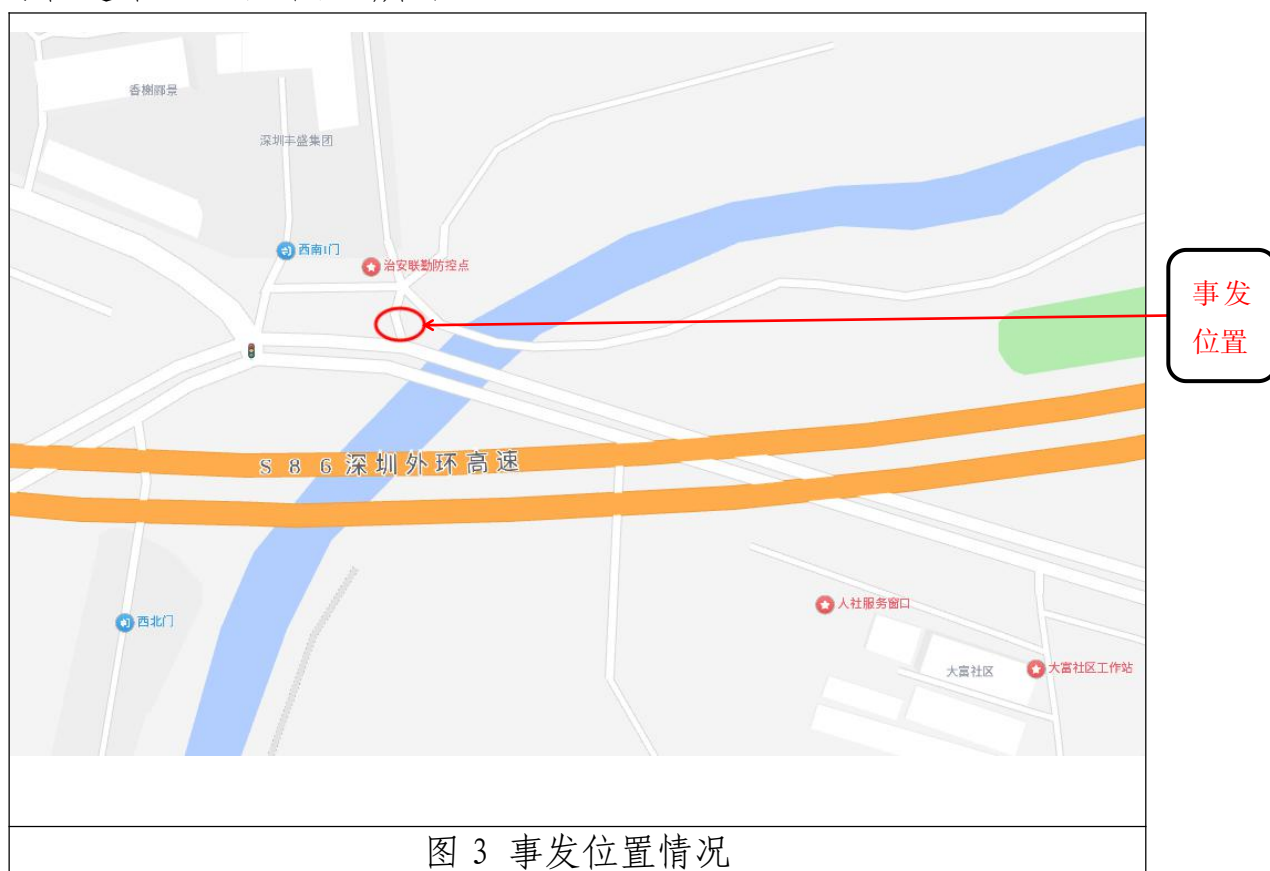 香榭郦景
深圳丰盛集团
西南1门
治安联勤防控点
事发
位置
S86深圳外环高速
人社服务窗口
西北门
大富社区
大富社区工作站
图 3 事发位置情况